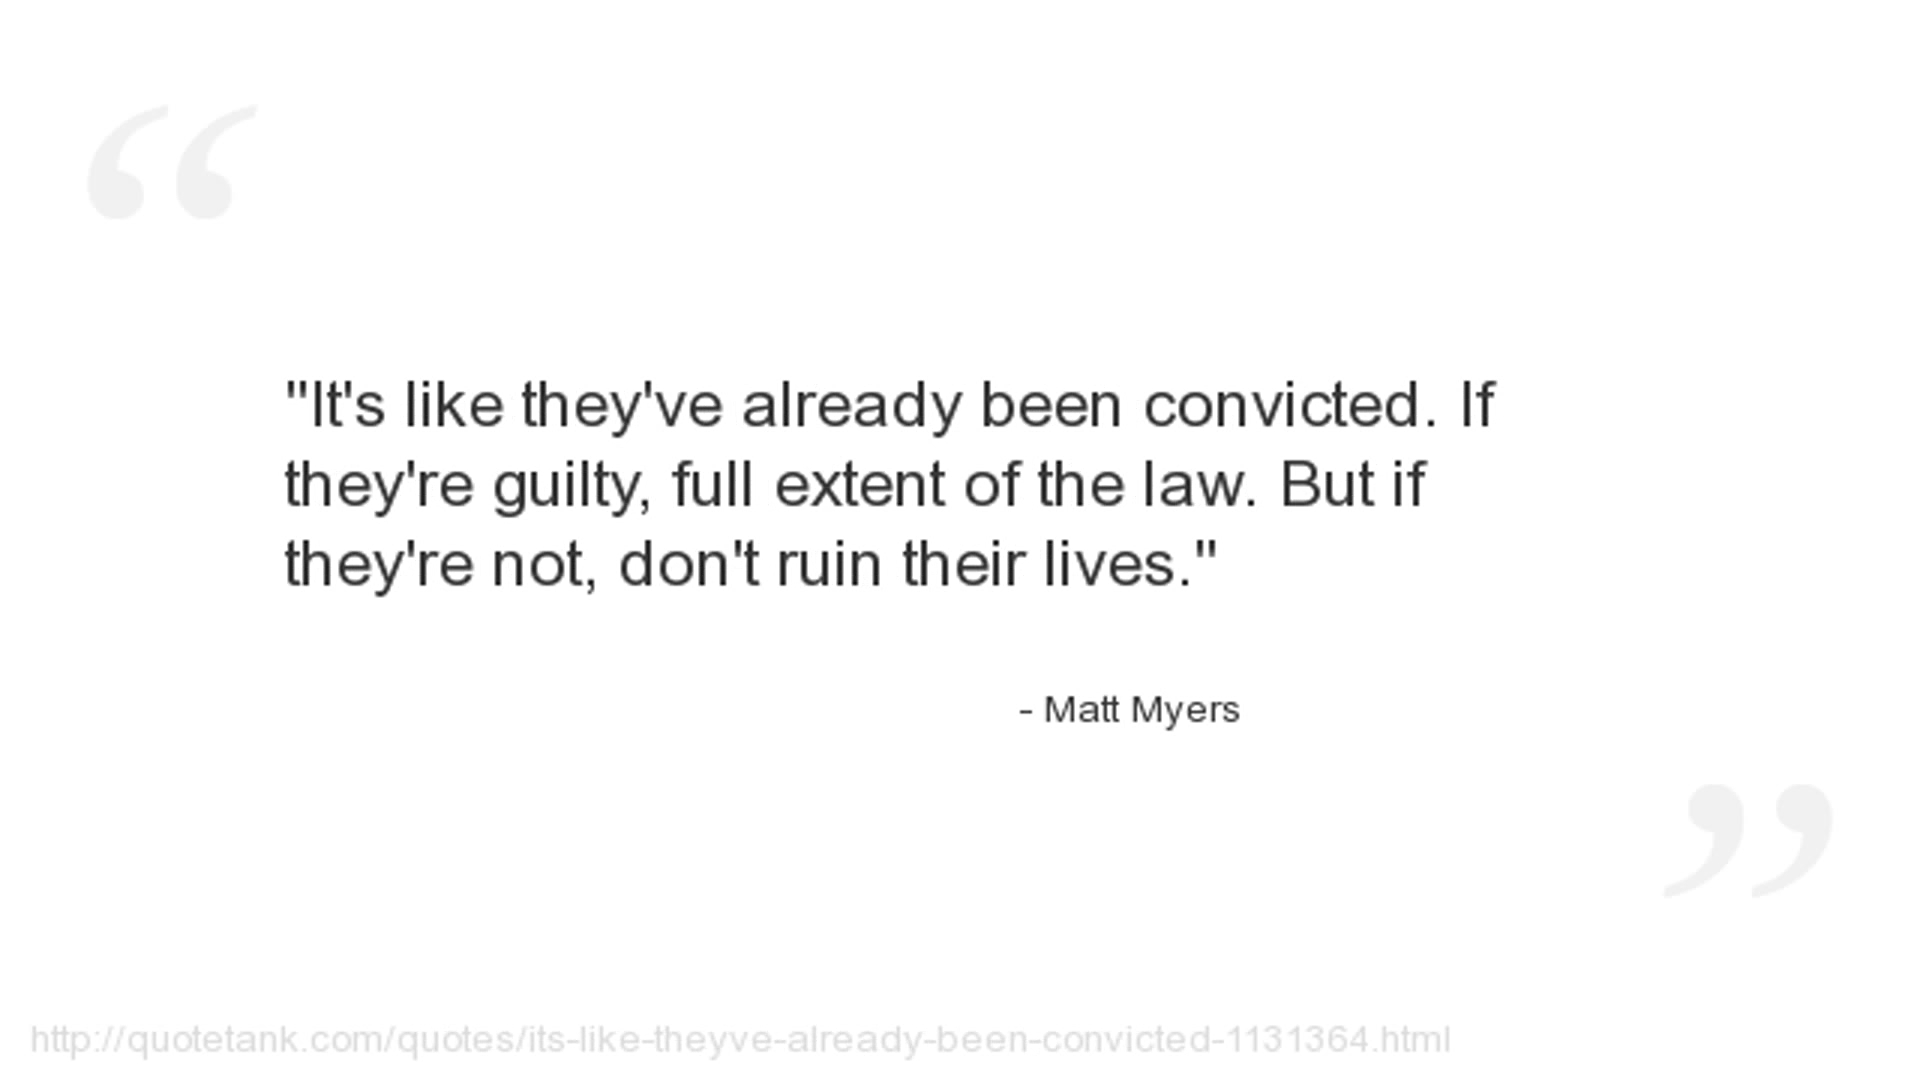 "It's like they've already been convicted. If
they're guilty, full extent of the law. But if
they're not, don't ruin their lives."
- Matt Myers
http://quotetank.com/quotes/its-like-theyve-already-been-convicted-1131364.html